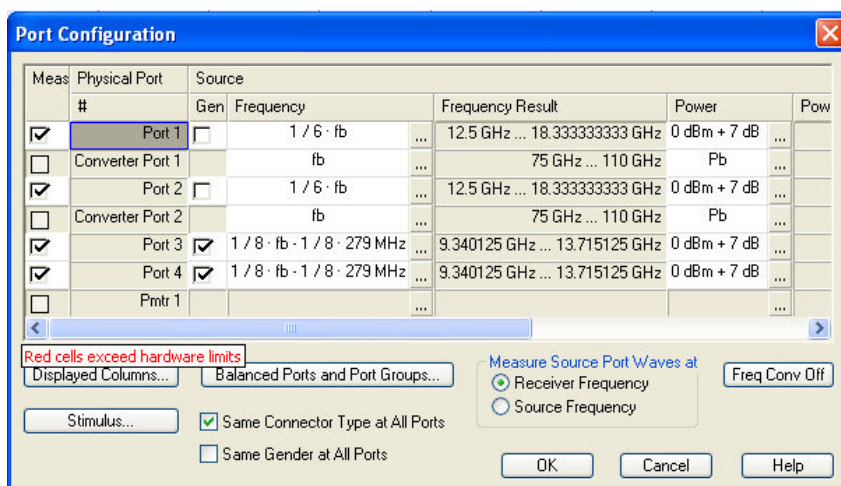 Port Configuration
Meas Physical Port Source
# Gen Frequency Frequency Result Power Pow
Port 1 1 / 6 · fb ... 12.5 GHz ... 18.333333333 GHz 0 dBm + 7 dB ...
Converter Port 1 fb ... 75 GHz ... 110 GHz Pb ...
Port 2 1 / 6 · fb ... 12.5 GHz ... 18.333333333 GHz 0 dBm + 7 dB ...
Converter Port 2 fb ... 75 GHz ... 110 GHz Pb ...
Port 3 1 / 8 · fb - 1 / 8 · 279 MHz ... 9.340125 GHz ... 13.715125 GHz 0 dBm + 7 dB ...
Port 4 1 / 8 · fb - 1 / 8 · 279 MHz ... 9.340125 GHz ... 13.715125 GHz 0 dBm + 7 dB ...
Pmtr 1 ... ...
Red cells exceed hardware limits
Displayed Columns... Balanced Ports and Port Groups... Measure Source Port Waves at
Receiver Frequency Freq Conv Off
Stimulus... Same Connector Type at All Ports Source Frequency
Same Gender at All Ports
OK Cancel Help